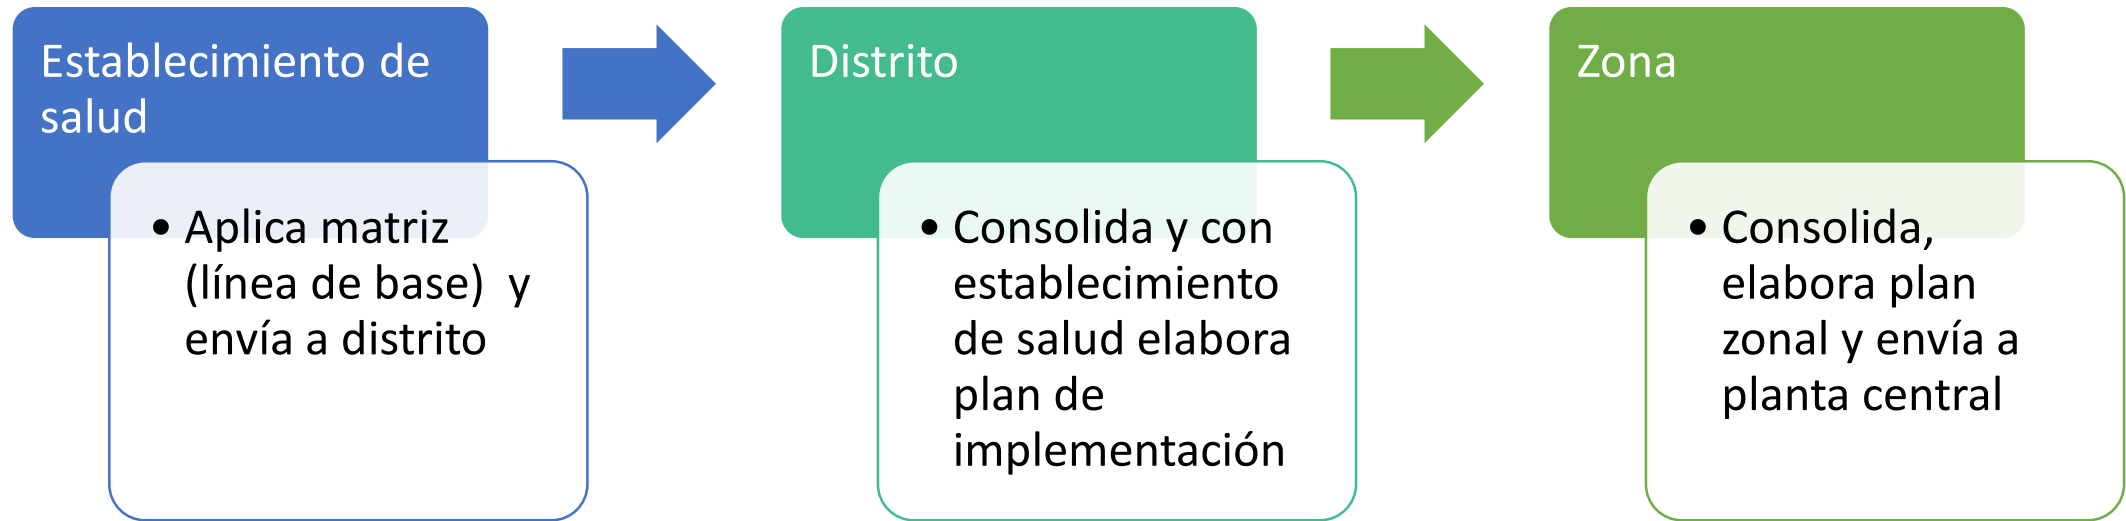 Establecimiento de
salud
• Aplica matriz
(línea de base)  y
envía a distrito
Distrito
• Consolida y con
establecimiento
de salud elabora
plan de
implementación
Zona
• Consolida,
elabora plan
zonal y envía a
planta central